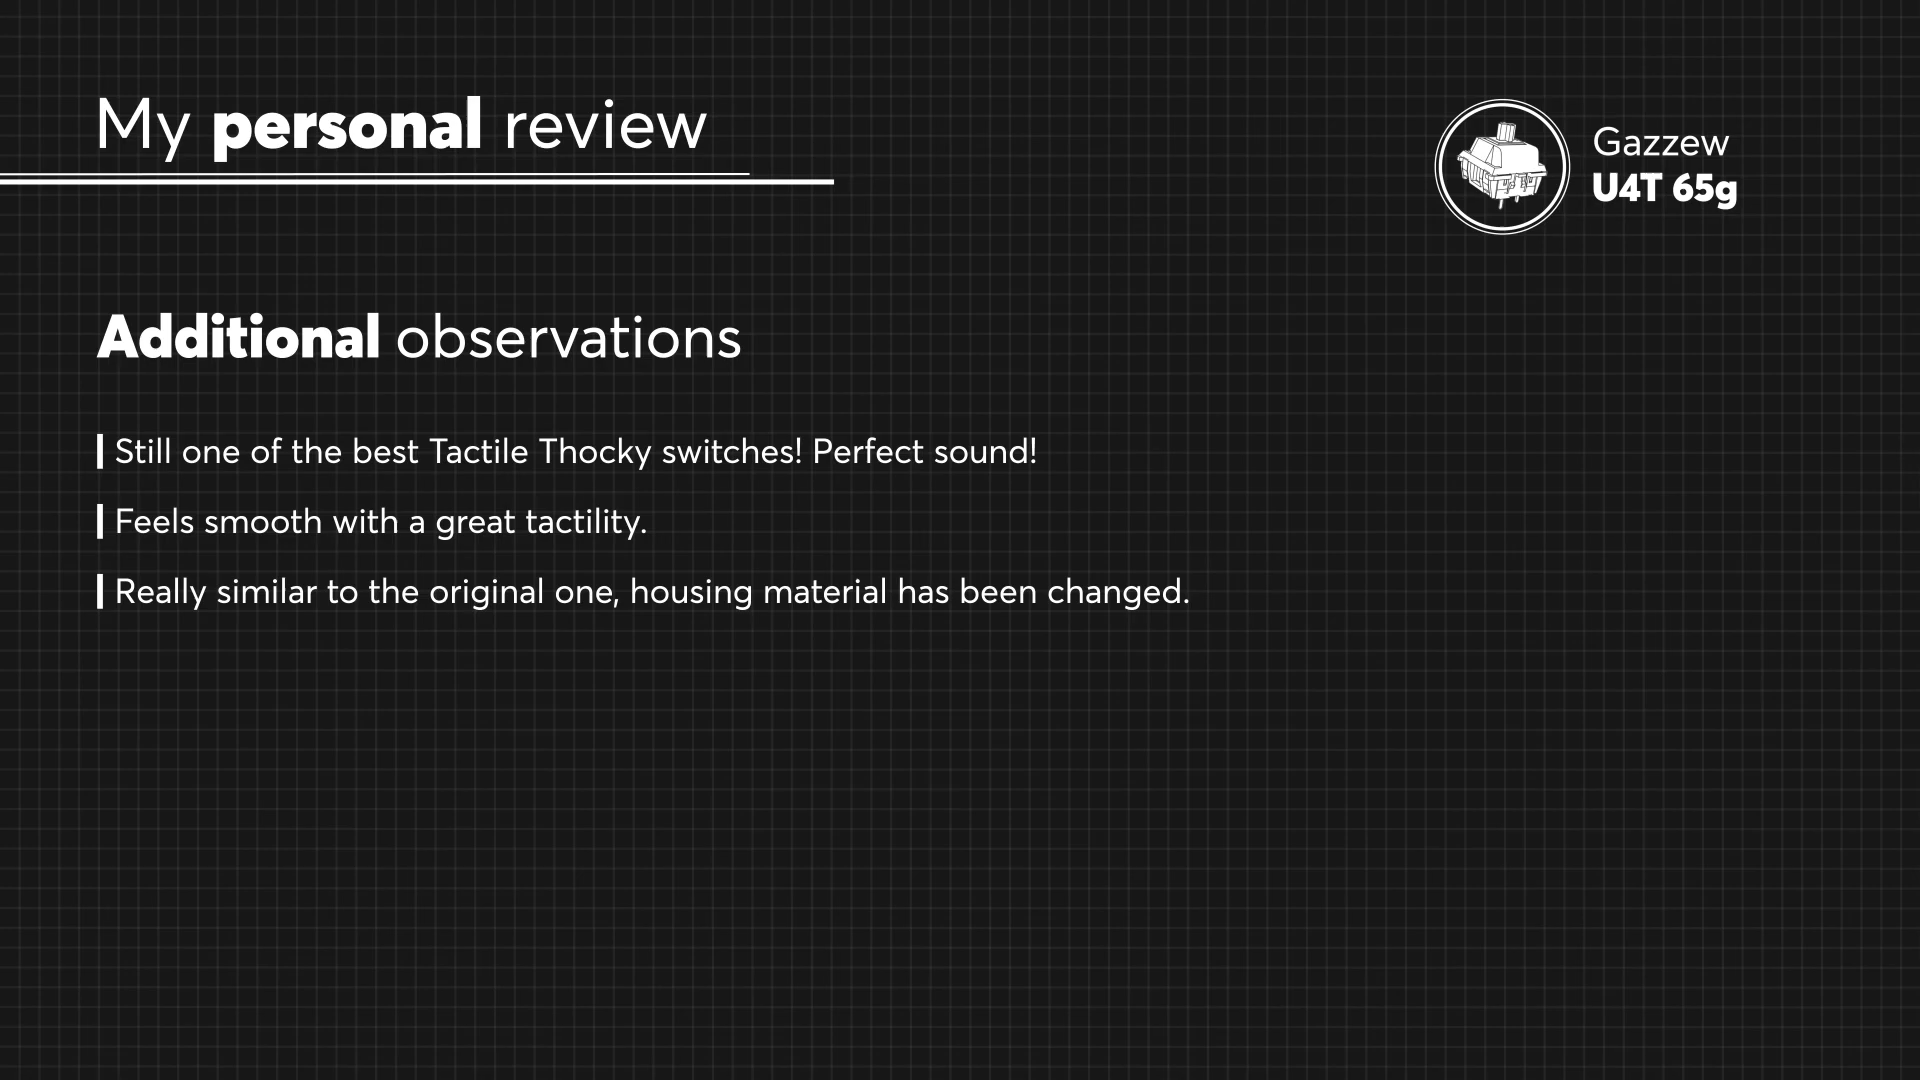 My personal review
Gazzew
U4T 65g
Additional observations
Still one of the best Tactile Thocky switches! Perfect sound!
Feels smooth with a great tactility.
Really similar to the original one, housing material has been changed.